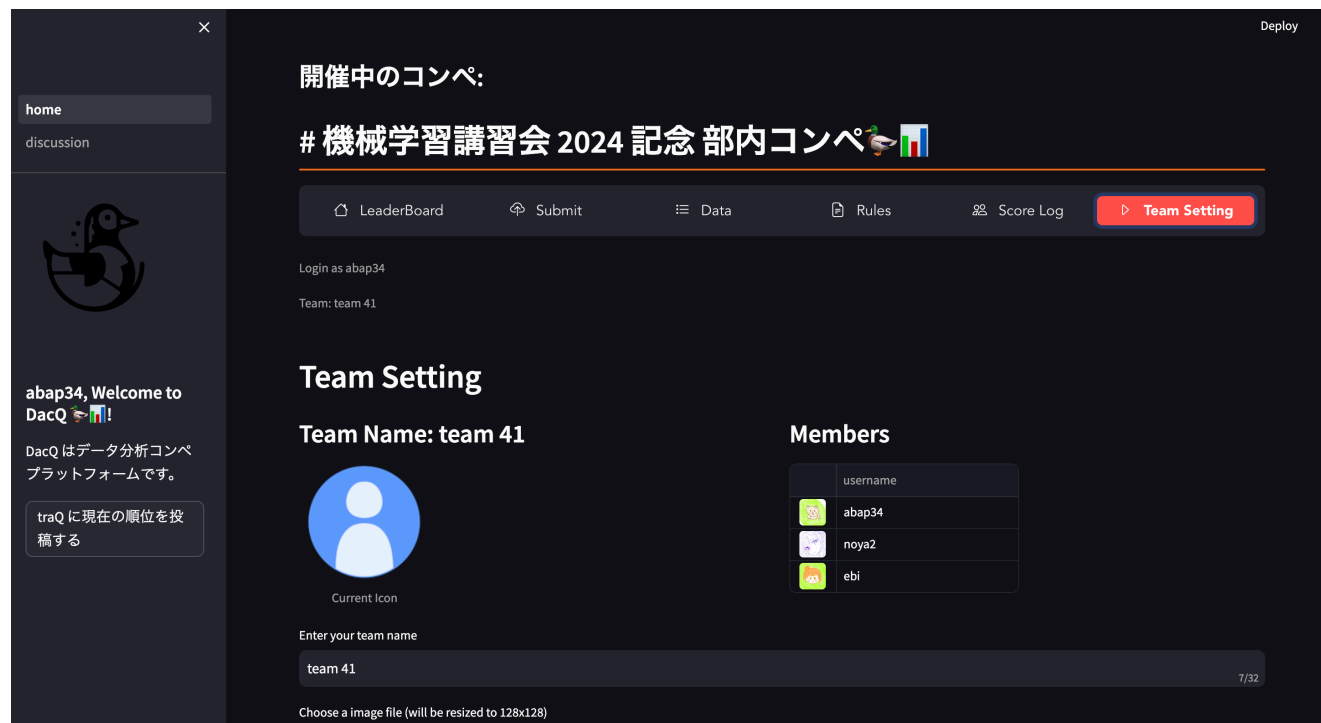 Deploy
home
discussion
abap34, Welcome to
DacQ 🦆📊!
DacQ はデータ分析コンペ
プラットフォームです。
traQ に現在の順位を投
稿する
開催中のコンペ:
# 機械学習講習会 2024 記念 部内コンペ🦆📊
LeaderBoard
Submit
Data
Rules
Score Log
Team Setting
Login as abap34
Team: team 41
Team Setting
Team Name: team 41
Current Icon
Members
username
abap34
noya2
ebi
Enter your team name
team 41
7/32
Choose a image file (will be resized to 128x128)